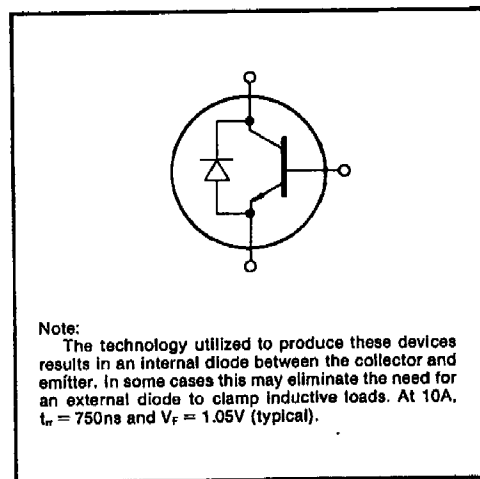 Note:
The technology utilized to produce these devices
results in an internal diode between the collector and
emitter. In some cases this may eliminate the need for
an external diode to clamp inductive loads. At 10A,
trr = 750ns and VF = 1.05V (typical).